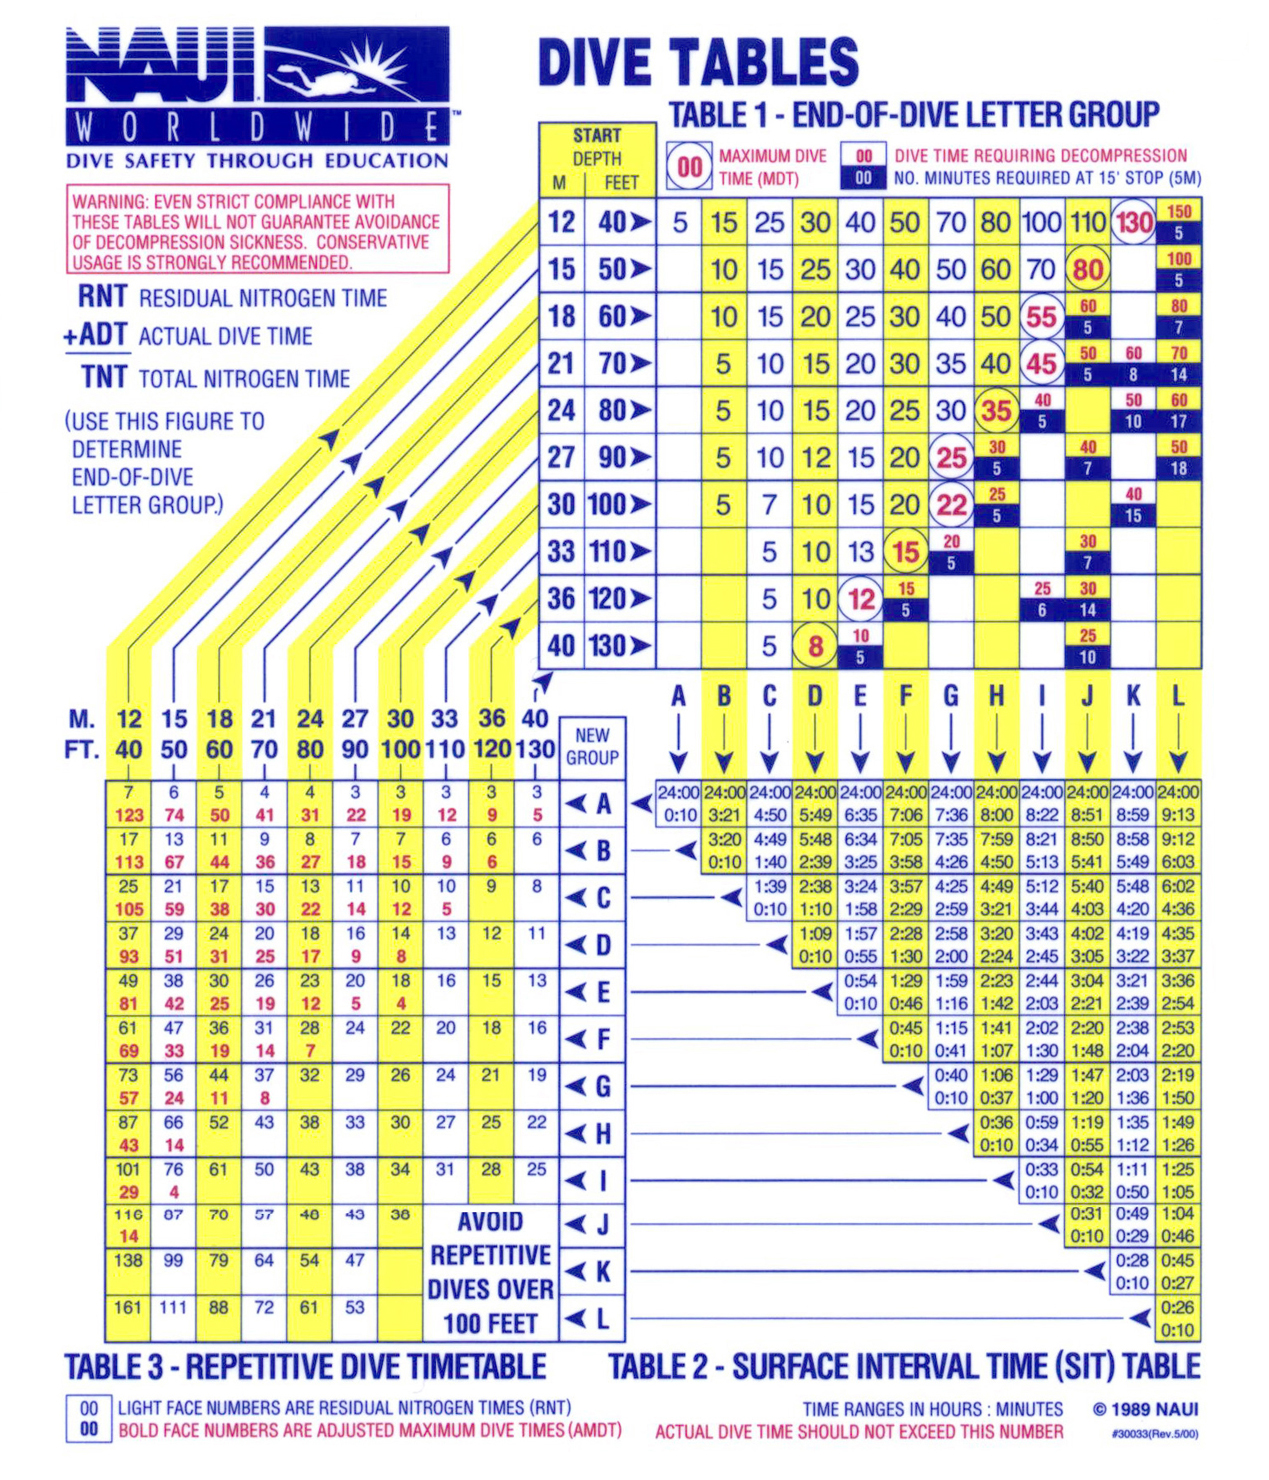 NAUI
WORLDWIDE™
DIVE SAFETY THROUGH EDUCATION
WARNING: EVEN STRICT COMPLIANCE WITH
THESE TABLES WILL NOT GUARANTEE AVOIDANCE
OF DECOMPRESSION SICKNESS. CONSERVATIVE
USAGE IS STRONGLY RECOMMENDED.
RNT RESIDUAL NITROGEN TIME
+ADT ACTUAL DIVE TIME
TNT TOTAL NITROGEN TIME
(USE THIS FIGURE TO
DETERMINE
END-OF-DIVE
LETTER GROUP.)
DIVE TABLES
TABLE 1 - END-OF-DIVE LETTER GROUP
START
DEPTH
M FEET
00 MAXIMUM DIVE
TIME (MDT)
00 DIVE TIME REQUIRING DECOMPRESSION
00 NO. MINUTES REQUIRED AT 15' STOP (5M)
12 40 5 15 25 30 40 50 70 80 100 110 130 150
5
15 50 10 15 25 30 40 50 60 70 80 100
5
18 60 10 15 20 25 30 40 50 55 60 80
5 7
21 70 5 10 15 20 30 35 40 45 50 60 70
5 8 14
24 80 5 10 15 20 25 30 35 40 50 60
5 10 17
27 90 5 10 12 15 20 25 30 40 50
5 7 18
30 100 5 7 10 15 20 22 25 40
5 15
33 110 5 10 13 15 20 30
5 7
36 120 5 10 12 15 25 30
5 6 14
40 130 5 8 10 25
5 10
A B C D E F G H I J K L
M. 12 15 18 21 24 27 30 33 36 40
FT. 40 50 60 70 80 90 100 110 120 130
NEW
GROUP
7 6 5 4 4 3 3 3 3 3
123 74 50 41 31 22 19 12 9 5
A
24:00 24:00 24:00 24:00 24:00 24:00 24:00 24:00 24:00 24:00 24:00 24:00
0:10 3:21 4:50 5:49 6:35 7:06 7:36 8:00 8:22 8:51 8:59 9:13
17 13 11 9 8 7 7 6 6 6
113 67 44 36 27 18 15 9 6
B
3:20 4:49 5:48 6:34 7:05 7:35 7:59 8:21 8:50 8:58 9:12
0:10 1:40 2:39 3:25 3:58 4:26 4:50 5:13 5:41 5:49 6:03
25 21 17 15 13 11 10 10 9 8
105 59 38 30 22 14 12 5
C
1:39 2:38 3:24 3:57 4:25 4:49 5:12 5:40 5:48 6:02
0:10 1:10 1:58 2:29 2:59 3:21 3:44 4:03 4:20 4:36
37 29 24 20 18 16 14 13 12 11
93 51 31 25 17 9 8
D
1:09 1:57 2:28 2:58 3:20 3:43 4:02 4:19 4:35
0:10 0:55 1:30 2:00 2:24 2:45 3:05 3:22 3:37
49 38 30 26 23 20 18 16 15 13
81 42 25 19 12 5 4
E
0:54 1:29 1:59 2:23 2:44 3:04 3:21 3:36
0:10 0:46 1:16 1:42 2:03 2:21 2:39 2:54
61 47 36 31 28 24 22 20 18 16
69 33 19 14 7
F
0:45 1:15 1:41 2:02 2:20 2:38 2:53
0:10 0:41 1:07 1:30 1:48 2:04 2:20
73 56 44 37 32 29 26 24 21 19
57 24 11 8
G
0:40 1:06 1:29 1:47 2:03 2:19
0:10 0:37 1:00 1:20 1:36 1:50
87 66 52 43 38 33 30 27 25 22
43 14
H
0:36 0:59 1:19 1:35 1:49
0:10 0:34 0:55 1:12 1:26
101 76 61 50 43 38 34 31 28 25
29 4
I
0:33 0:54 1:11 1:25
0:10 0:32 0:50 1:05
116 87 70 57 48 43 38
14
J
0:31 0:49 1:04
0:10 0:29 0:46
138 99 79 64 54 47
K
0:28 0:45
0:10 0:27
161 111 88 72 61 53
L
0:26
0:10
AVOID
REPETITIVE
DIVES OVER
100 FEET
TABLE 3 - REPETITIVE DIVE TIMETABLE
TABLE 2 - SURFACE INTERVAL TIME (SIT) TABLE
00 LIGHT FACE NUMBERS ARE RESIDUAL NITROGEN TIMES (RNT)
00 BOLD FACE NUMBERS ARE ADJUSTED MAXIMUM DIVE TIMES (AMDT)
TIME RANGES IN HOURS : MINUTES
ACTUAL DIVE TIME SHOULD NOT EXCEED THIS NUMBER
© 1989 NAUI
#30033(Rev.5/00)